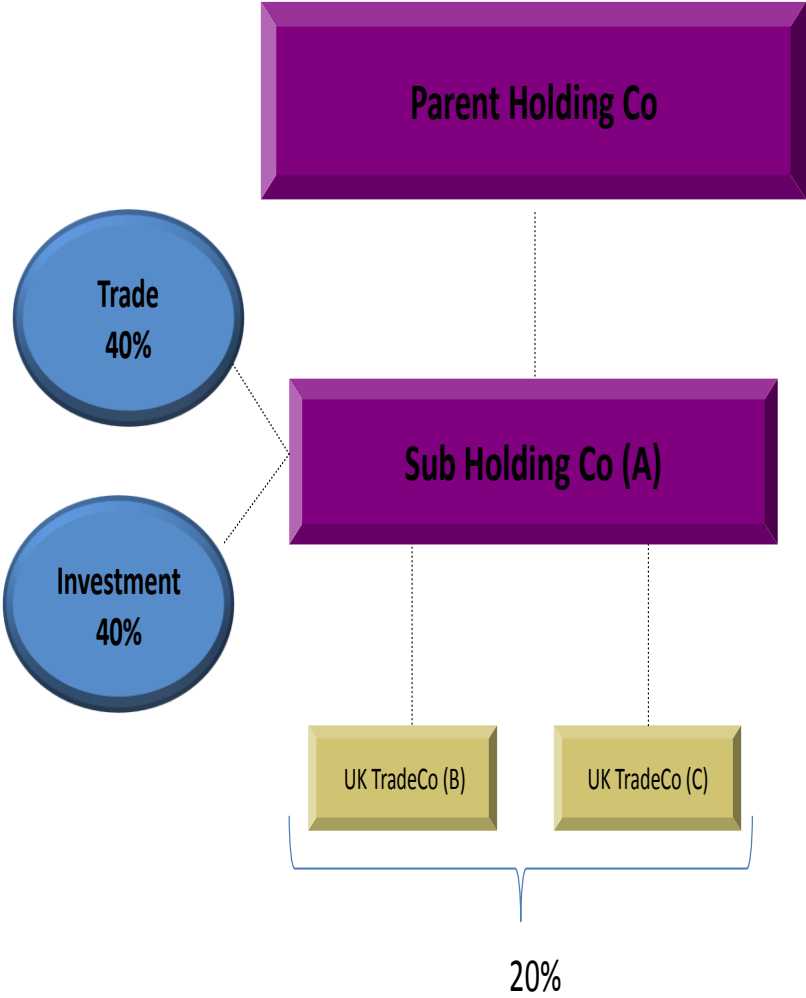 Parent Holding Co
Trade
40%
Sub Holding Co (A)
Investment
40%
UK TradeCo (B)
UK TradeCo (C)
20%